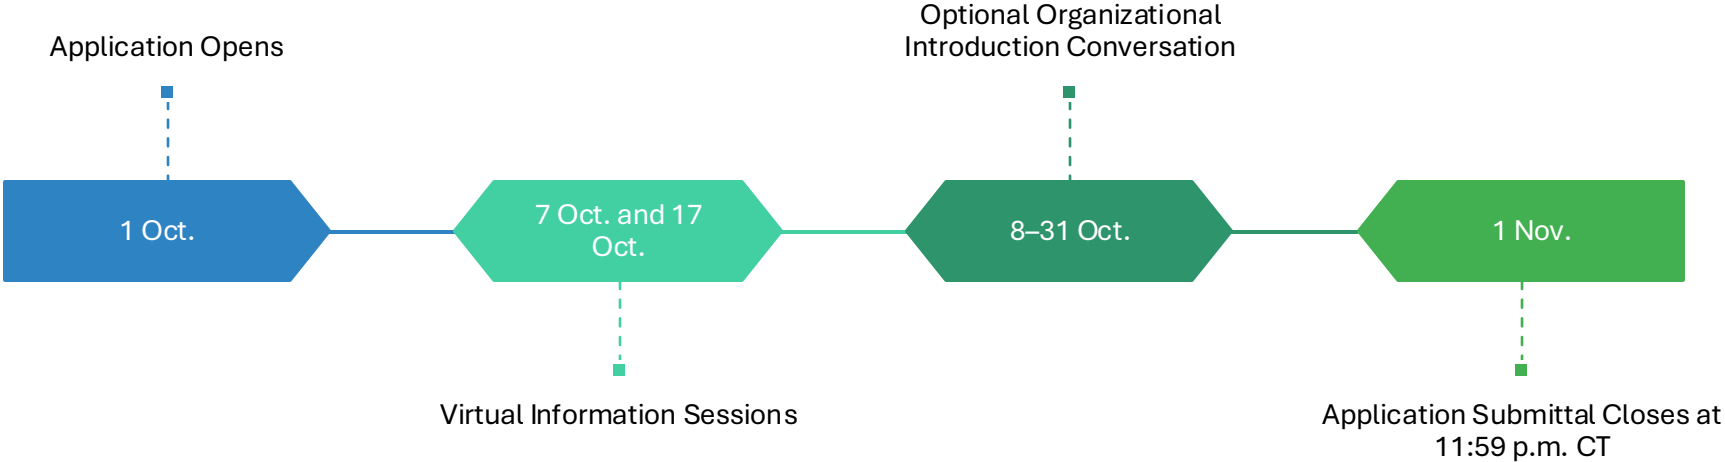 Application Opens
Optional Organizational
Introduction Conversation
1 Oct.
7 Oct. and 17
Oct.
8–31 Oct.
1 Nov.
Virtual Information Sessions
Application Submittal Closes at
11:59 p.m. CT